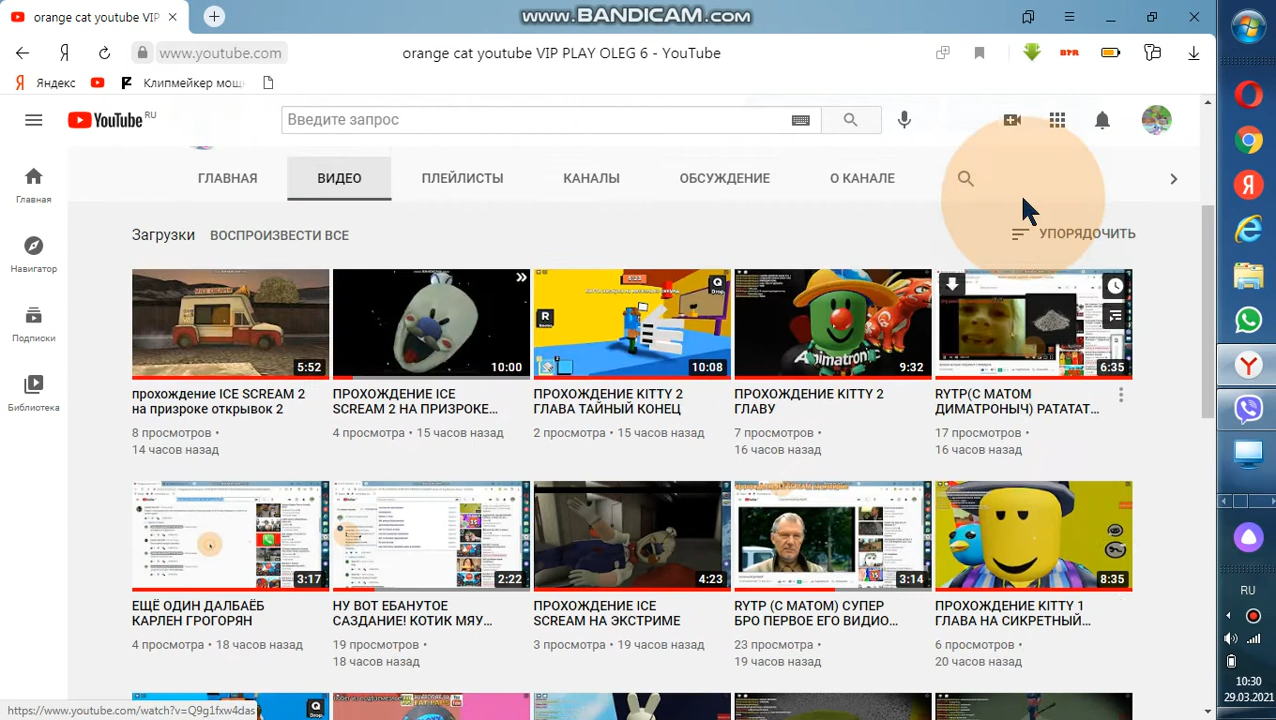 orange cat youtube VIP
www.BANDICAM.com
Я
www.youtube.com
orange cat youtube VIP PLAY OLEG 6 - YouTube
Яндекс
Клипмейкер мощн
YouTube RU
Введите запрос
ГЛАВНАЯ
ВИДЕО
ПЛЕЙЛИСТЫ
КАНАЛЫ
ОБСУЖДЕНИЕ
О КАНАЛЕ
Главная
Навигатор
Подписки
Библиотека
Загрузки
ВОСПРОИЗВЕСТИ ВСЕ
УПОРЯДОЧИТЬ
5:52
10:00
10:08
Animatronic
9:32
6:35
прохождение ICE SCREAM 2
на призроке открывок 2
8 просмотров •
14 часов назад
ПРОХОЖДЕНИЕ ICE
SCREAM 2 НА ПРИЗРОКЕ…
4 просмотра • 15 часов назад
ПРОХОЖДЕНИЕ KITTY 2
ГЛАВА ТАЙНЫЙ КОНЕЦ
2 просмотра • 15 часов назад
ПРОХОЖДЕНИЕ KITTY 2
ГЛАВУ
7 просмотров •
16 часов назад
RYTP(С МАТОМ
ДИМАТРОНЫЧ) РАТАТАТ…
17 просмотров •
16 часов назад
3:17
2:22
4:23
3:14
8:35
ЕЩЁ ОДИН ДАЛБАЁБ
КАРЛЕН ГРОГОРЯН
4 просмотра • 18 часов назад
НУ ВОТ ЕБАНУТОЕ
САЗДАНИЕ! КОТИК МЯУ…
19 просмотров •
18 часов назад
ПРОХОЖДЕНИЕ ICE
SCREAM НА ЭКСТРИМЕ
3 просмотра • 19 часов назад
RYTP (С МАТОМ) СУПЕР
БРО ПЕРВОЕ ЕГО ВИДИО…
23 просмотра •
19 часов назад
ПРОХОЖДЕНИЕ KITTY 1
ГЛАВА НА СИКРЕТНЫЙ…
6 просмотров •
20 часов назад
RU
10:30
29.03.2021